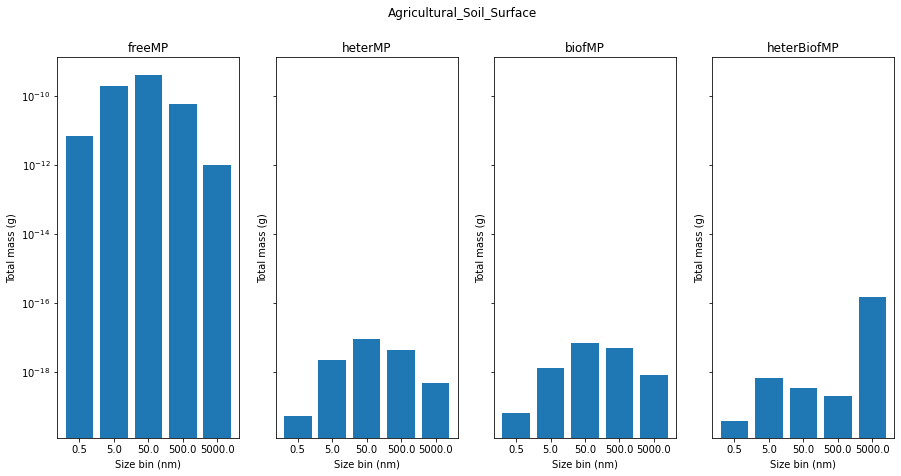 Agricultural_Soil_Surface
freeMP
heterMP
biofMP
heterBiofMP
Total mass (g)
10⁻¹⁰
10⁻¹²
10⁻¹⁴
10⁻¹⁶
10⁻¹⁸
0.5 5.0 50.0 500.0 5000.0
Size bin (nm)
Total mass (g)
0.5 5.0 50.0 500.0 5000.0
Size bin (nm)
Total mass (g)
0.5 5.0 50.0 500.0 5000.0
Size bin (nm)
Total mass (g)
0.5 5.0 50.0 500.0 5000.0
Size bin (nm)